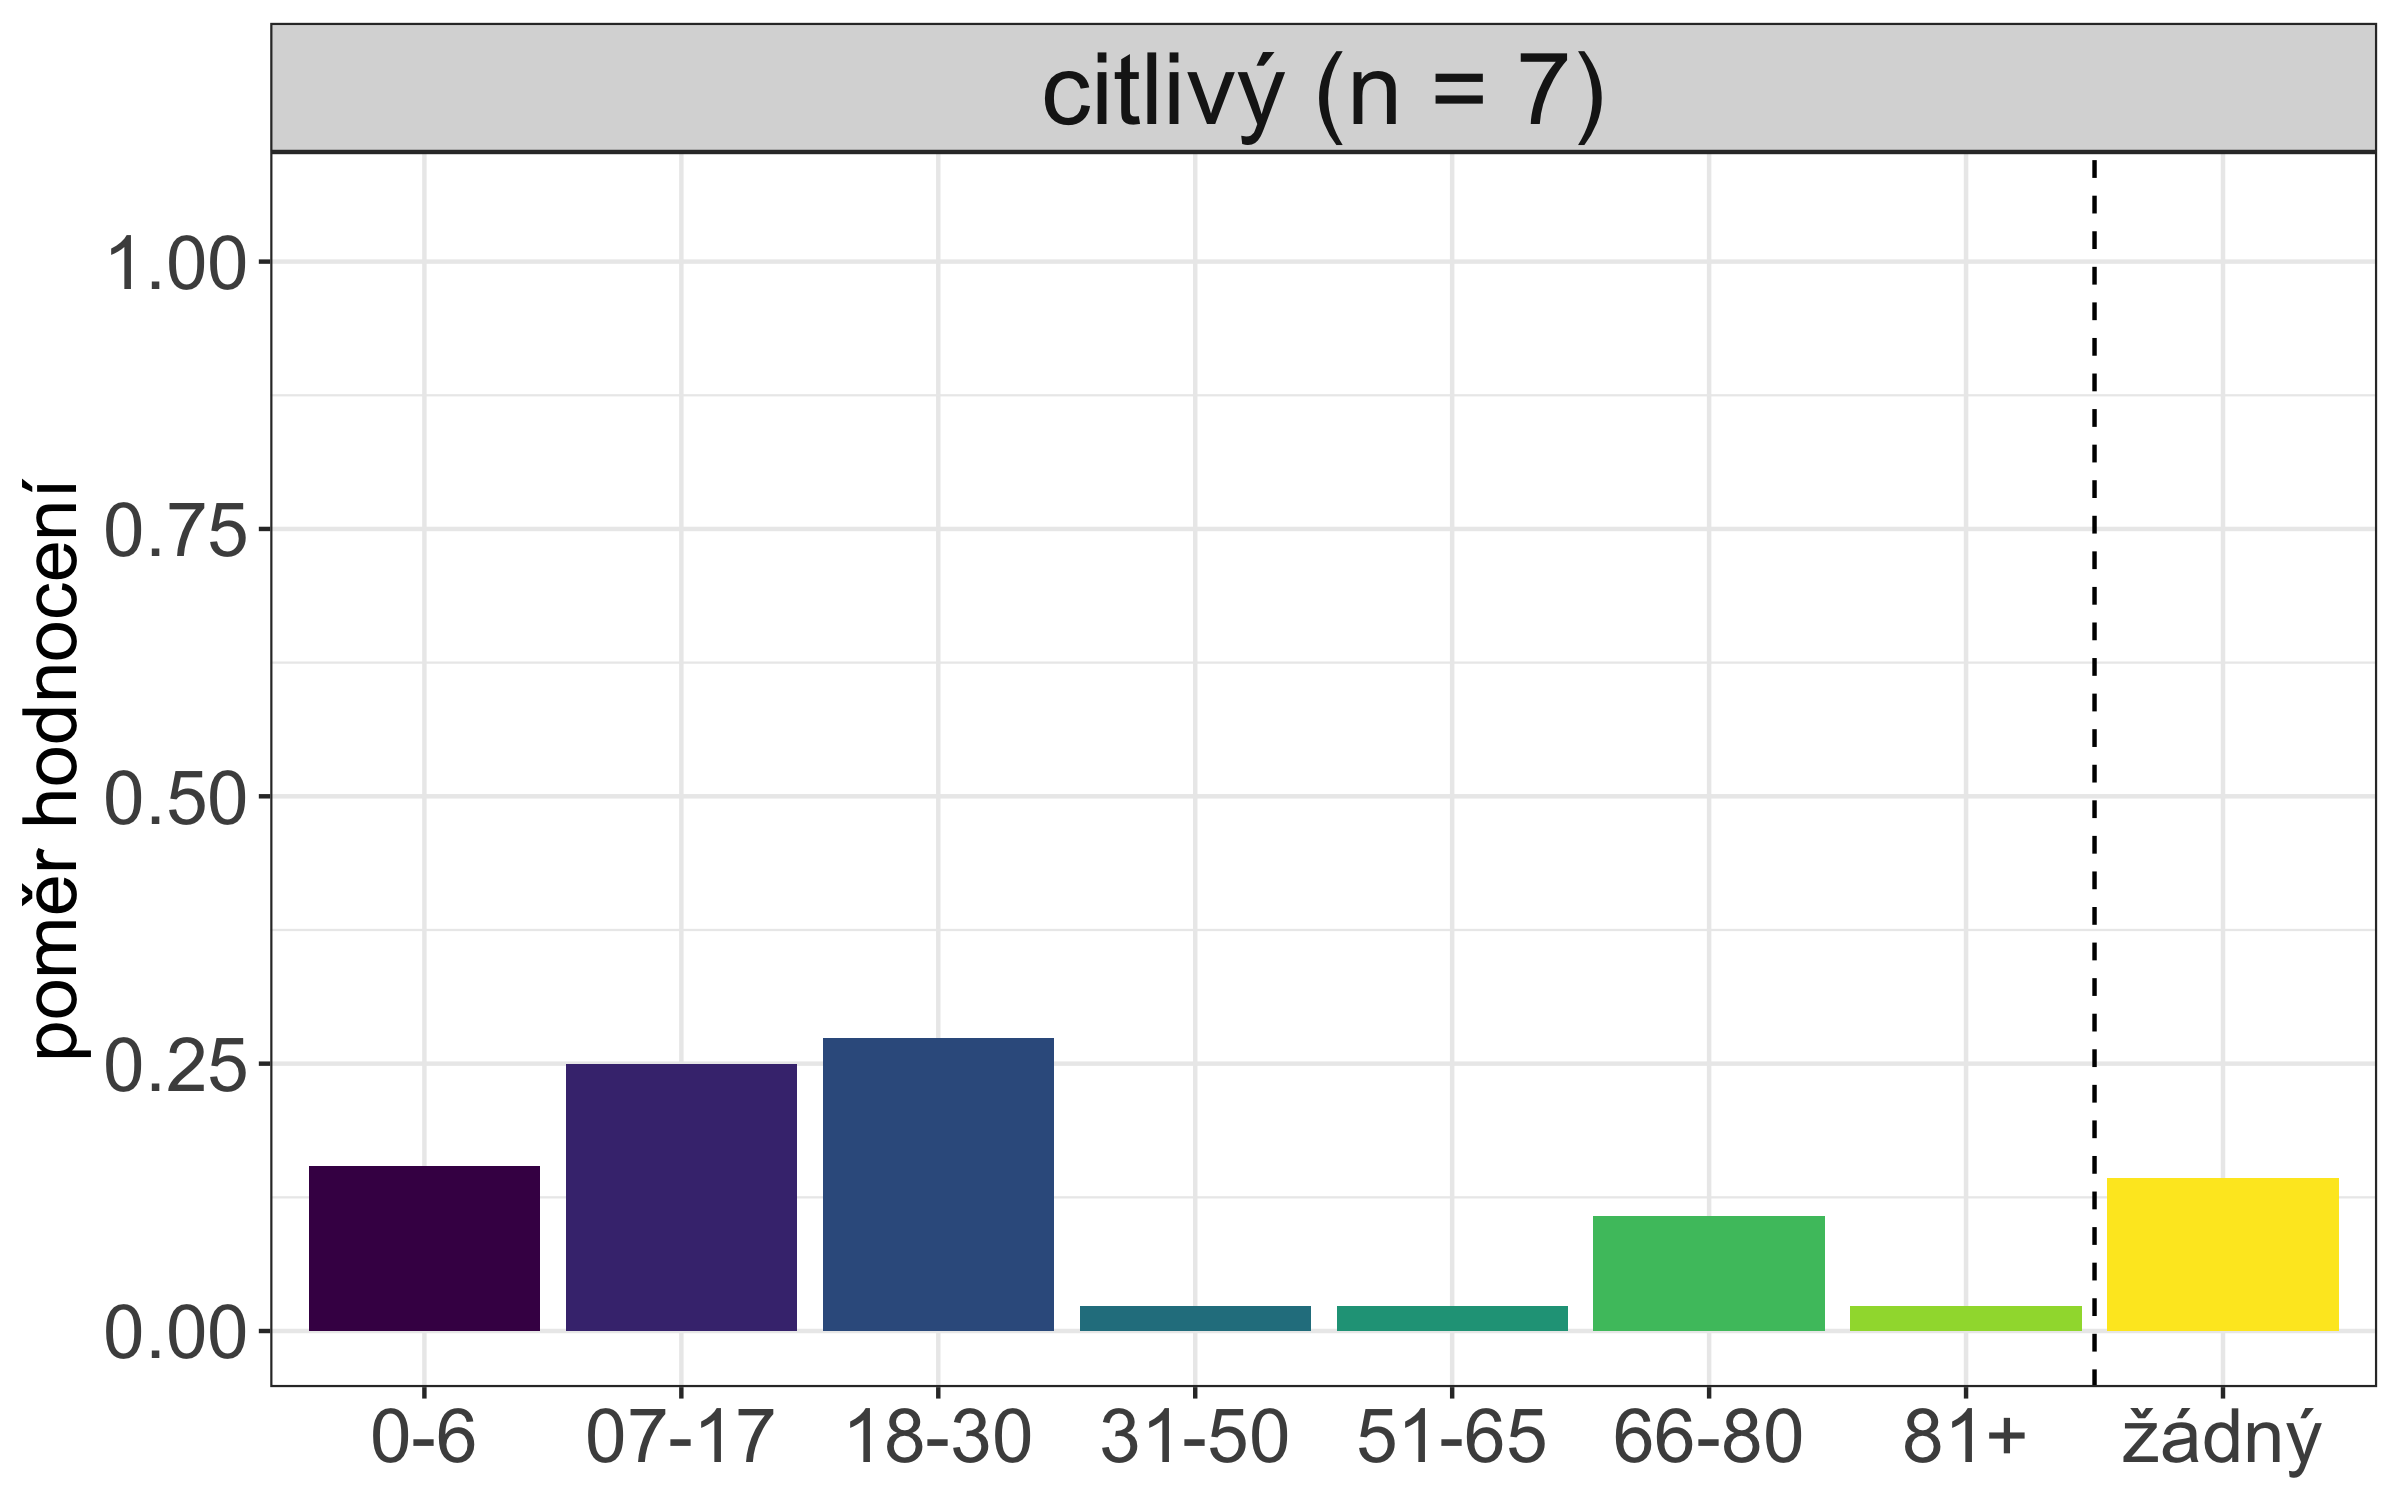 citlivý (n = 7)
poměr hodnocení
1.00
0.75
0.50
0.25
0.00
0-6 07-17 18-30 31-50 51-65 66-80 81+ žádný